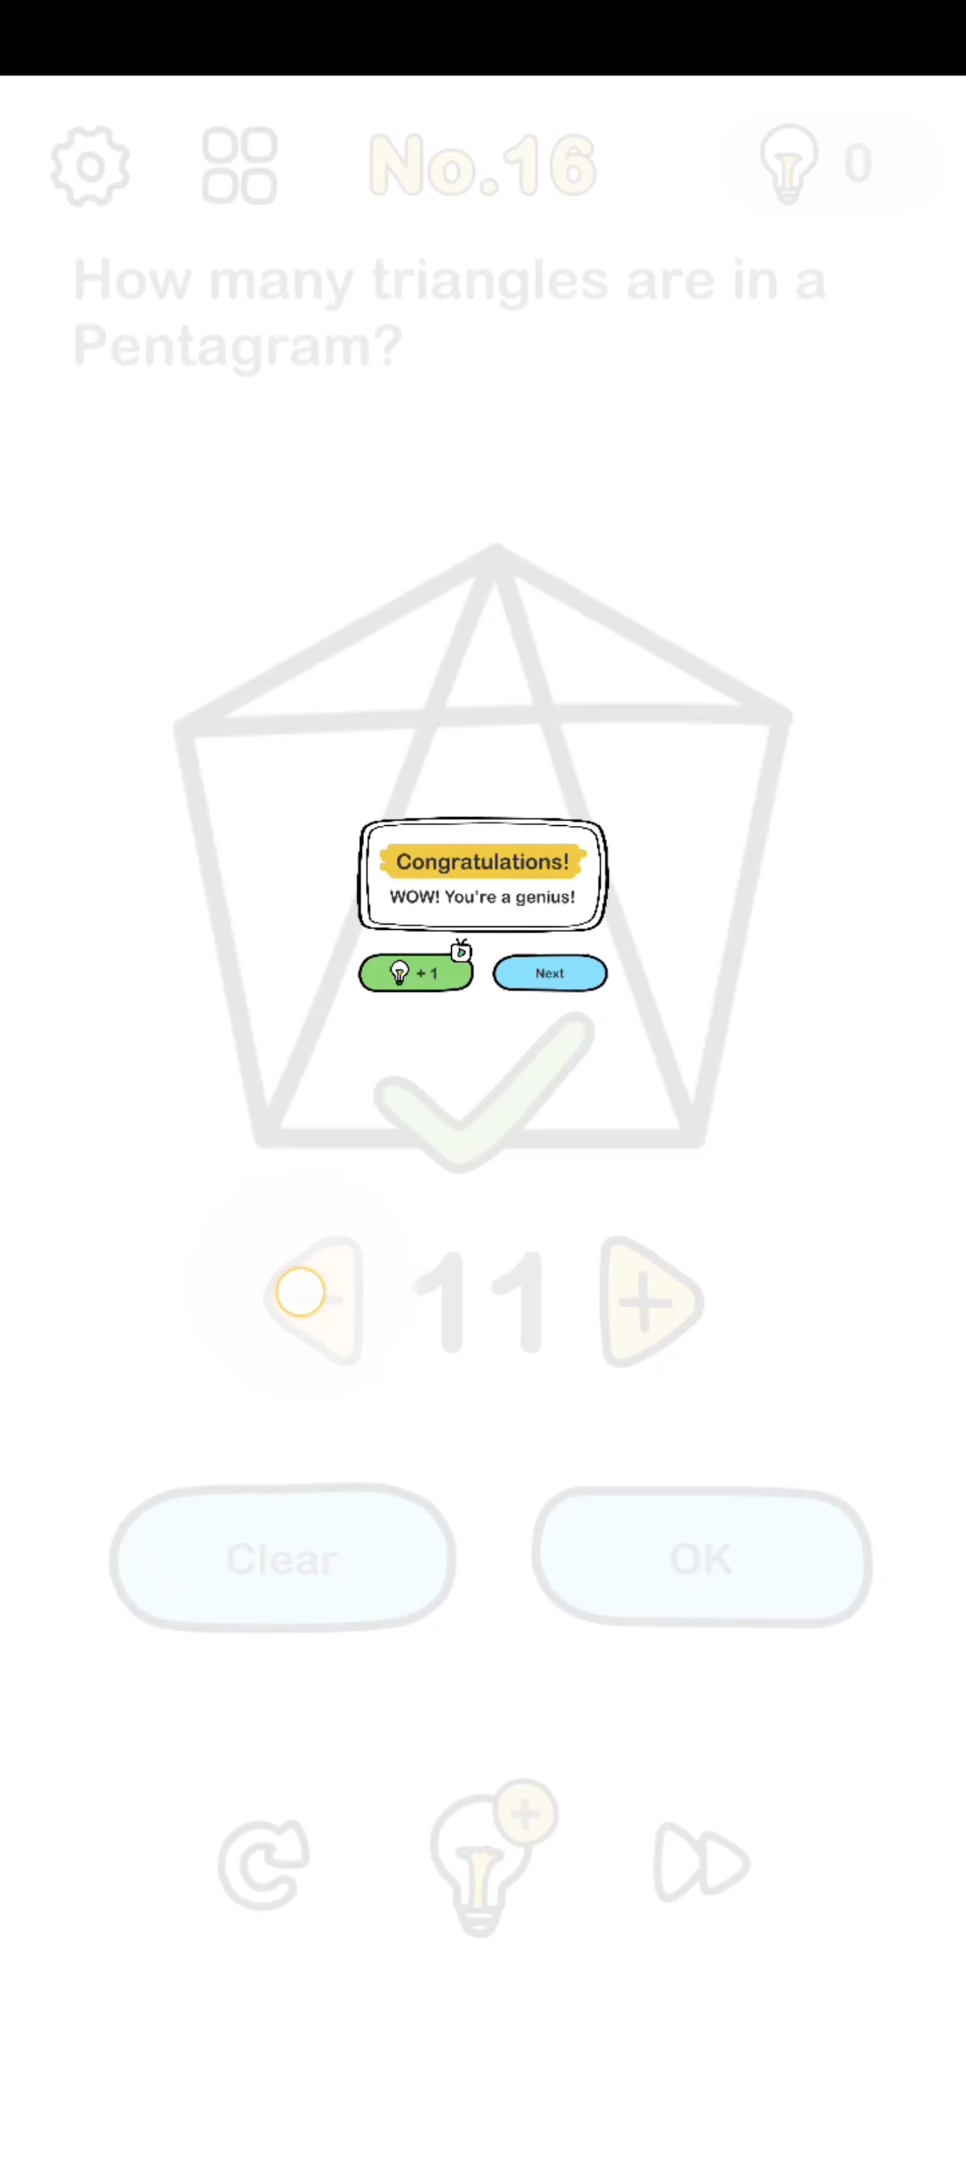 No.16
0
How many triangles are in a
Pentagram?
Congratulations!
WOW! You're a genius!
+ 1
Next
11
Clear
OK